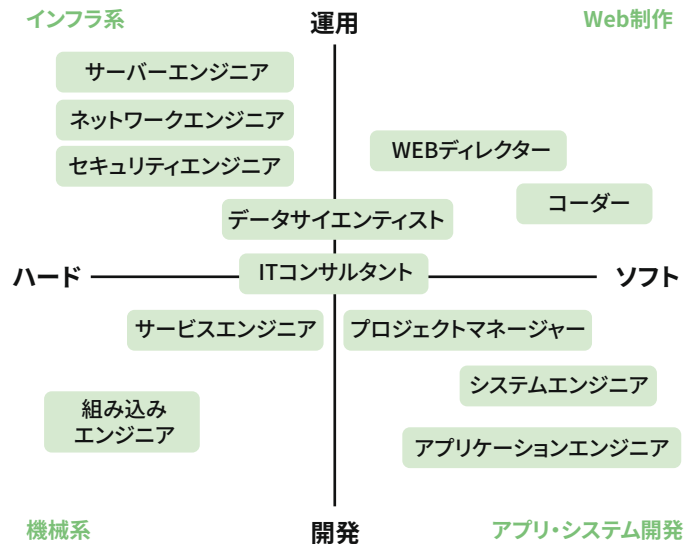 インフラ系
運用
Web制作
サーバーエンジニア
ネットワークエンジニア
セキュリティエンジニア
WEBディレクター
コーダー
データサイエンティスト
ハード
ITコンサルタント
ソフト
サービスエンジニア
プロジェクトマネージャー
システムエンジニア
組み込み
エンジニア
アプリケーションエンジニア
機械系
開発
アプリ・システム開発